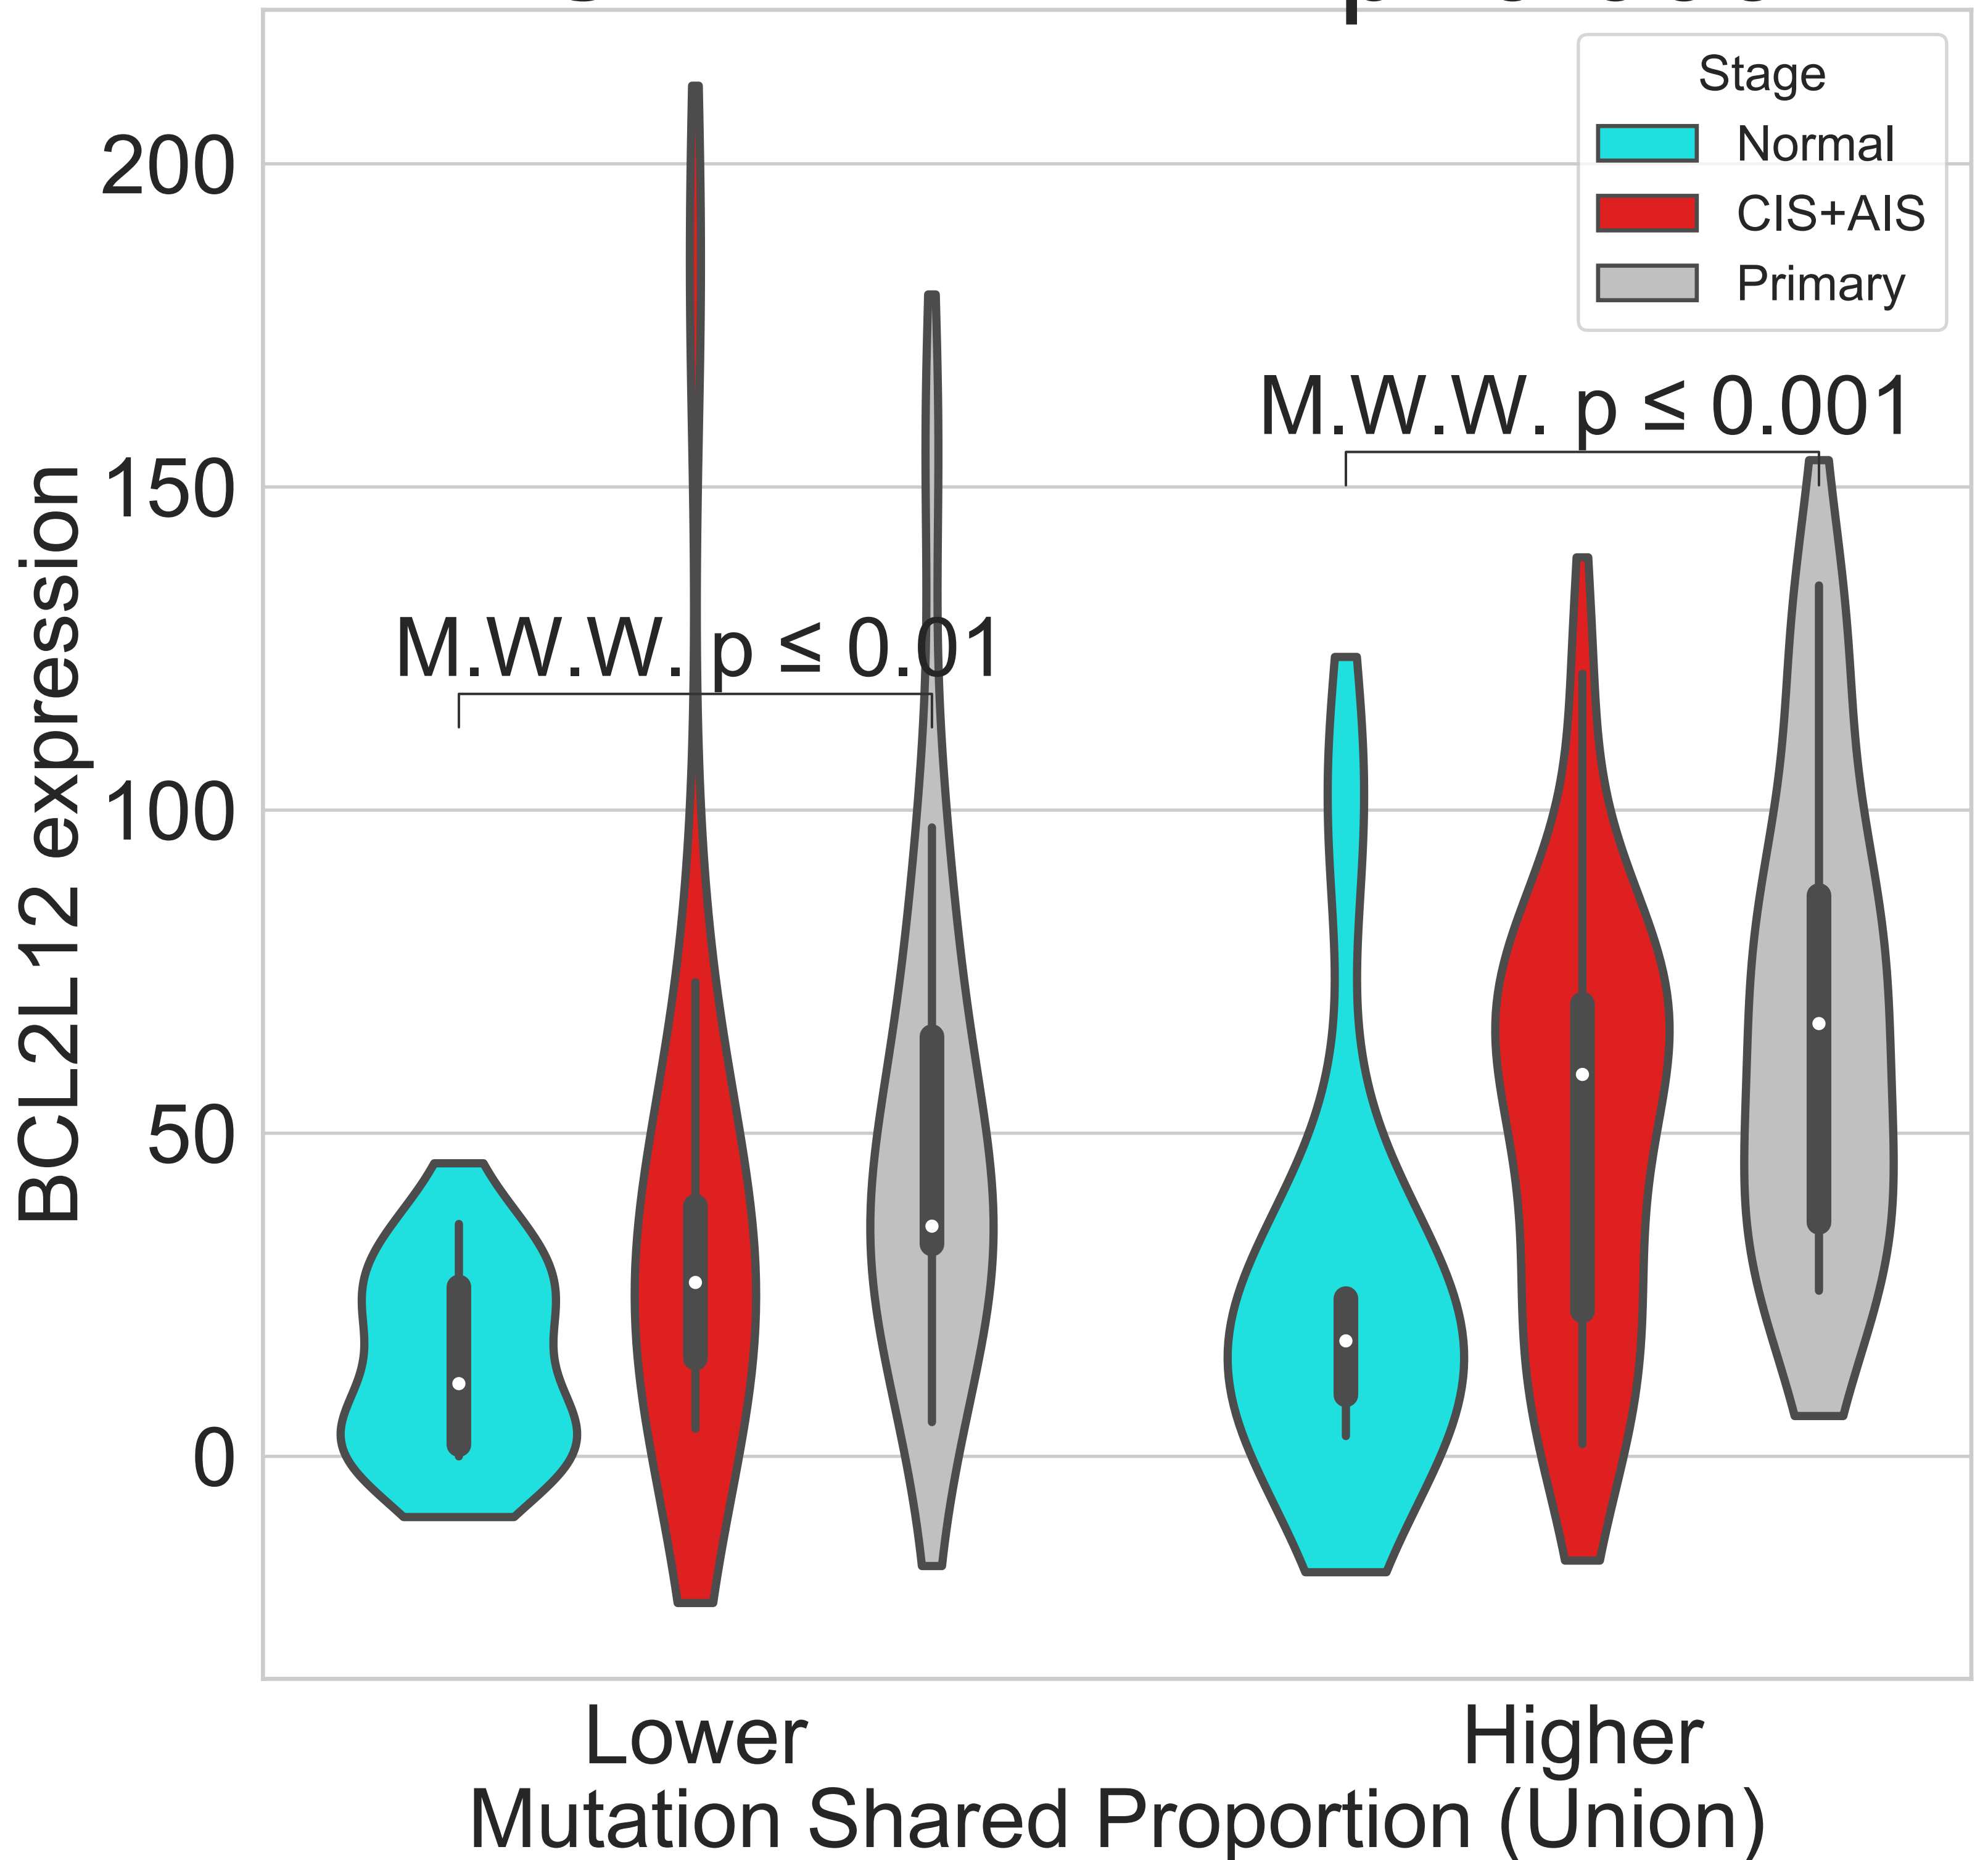 Stage
Normal
CIS+AIS
Primary
200
150
100
50
0
BCL2L12 expression
M.W.W. p ≤ 0.001
M.W.W. p ≤ 0.01
Lower
Higher
Mutation Shared Proportion (Union)